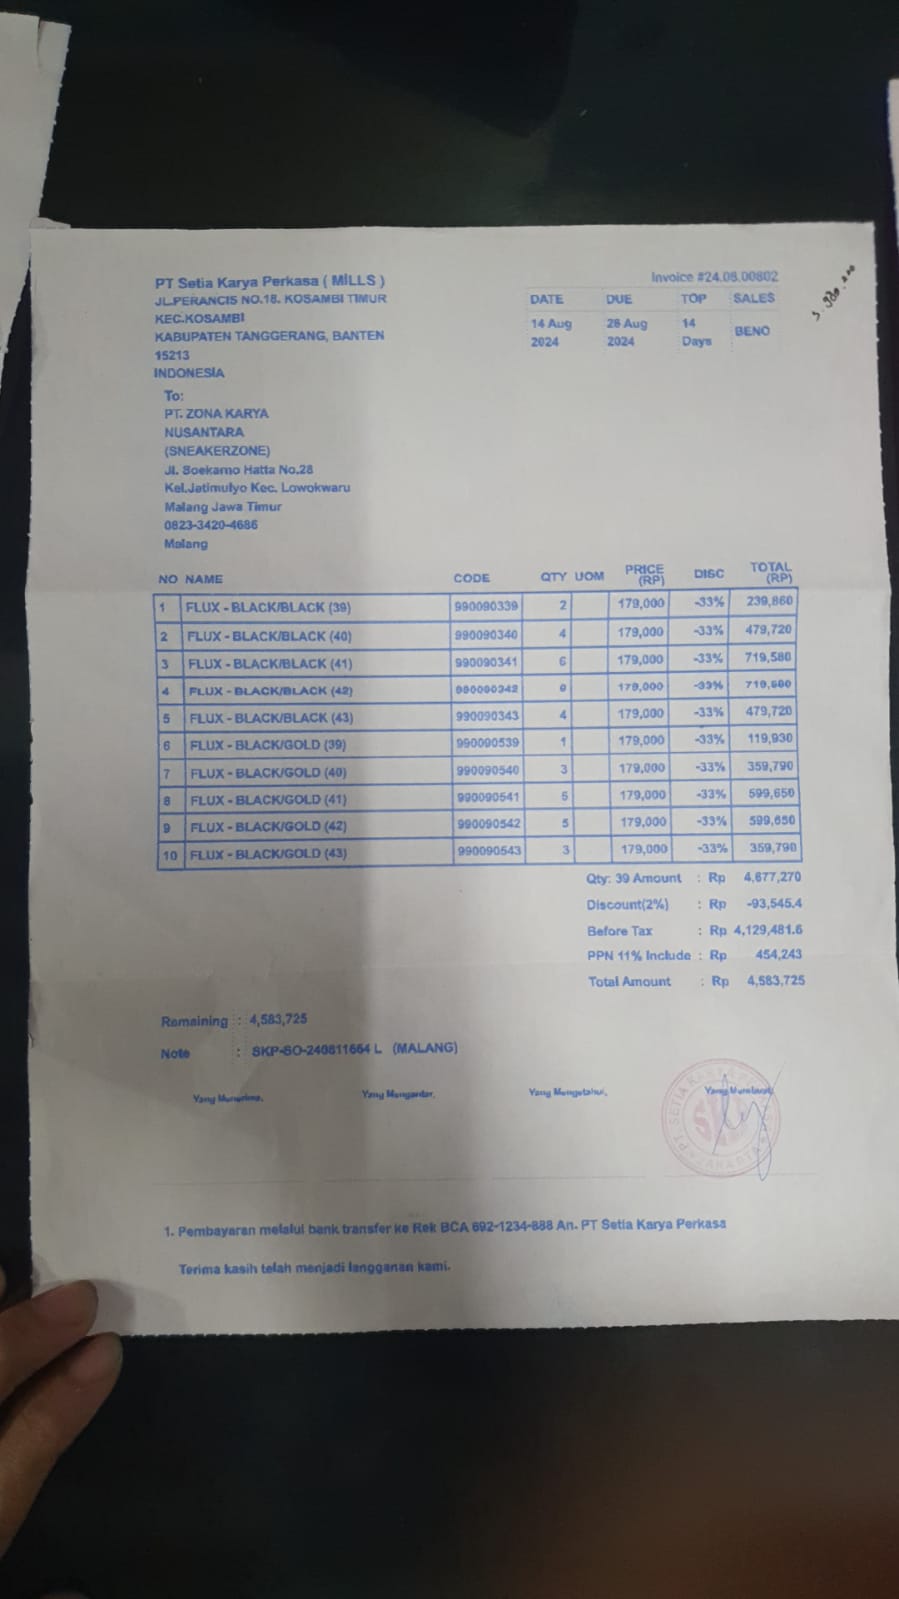 Invoice #24.08.00802
PT Setia Karya Perkasa ( MILLS )
JL.PERANCIS NO.18. KOSAMBI TIMUR
KEC.KOSAMBI
KABUPATEN TANGGERANG, BANTEN
15213
INDONESIA
DATE DUE TOP SALES
14 Aug 2024 28 Aug 2024 14 Days BENO
To:
PT. ZONA KARYA
NUSANTARA
(SNEAKERZONE)
Jl. Soekarno Hatta No.28
Kel.Jatimulyo Kec. Lowokwaru
Malang Jawa Timur
0823-3420-4686
Malang
NO NAME CODE QTY UOM PRICE (RP) DISC TOTAL (RP)
1 FLUX - BLACK/BLACK (39) 990090339 2 179,000 -33% 239,860
2 FLUX - BLACK/BLACK (40) 990090340 4 179,000 -33% 479,720
3 FLUX - BLACK/BLACK (41) 990090341 6 179,000 -33% 719,580
4 FLUX - BLACK/BLACK (42) 990090342 6 179,000 -33% 719,580
5 FLUX - BLACK/BLACK (43) 990090343 4 179,000 -33% 479,720
6 FLUX - BLACK/GOLD (39) 990090539 1 179,000 -33% 119,930
7 FLUX - BLACK/GOLD (40) 990090540 3 179,000 -33% 359,790
8 FLUX - BLACK/GOLD (41) 990090541 5 179,000 -33% 599,650
9 FLUX - BLACK/GOLD (42) 990090542 5 179,000 -33% 599,650
10 FLUX - BLACK/GOLD (43) 990090543 3 179,000 -33% 359,790
Qty: 39 Amount : Rp 4,677,270
Discount(2%) : Rp -93,545.4
Before Tax : Rp 4,129,481.6
PPN 11% Include : Rp 454,243
Total Amount : Rp 4,583,725
Remaining : 4,583,725
Note : SKP-SO-240811664 L (MALANG)
Yang Menerima, Yang Mengantar, Yang Mengetahui, Yang Membuat,
PT SETIA KARYA
JAKARTA
1. Pembayaran melalui bank transfer ke Rek BCA 692-1234-888 An. PT Setia Karya Perkasa
Terima kasih telah menjadi langganan kami.